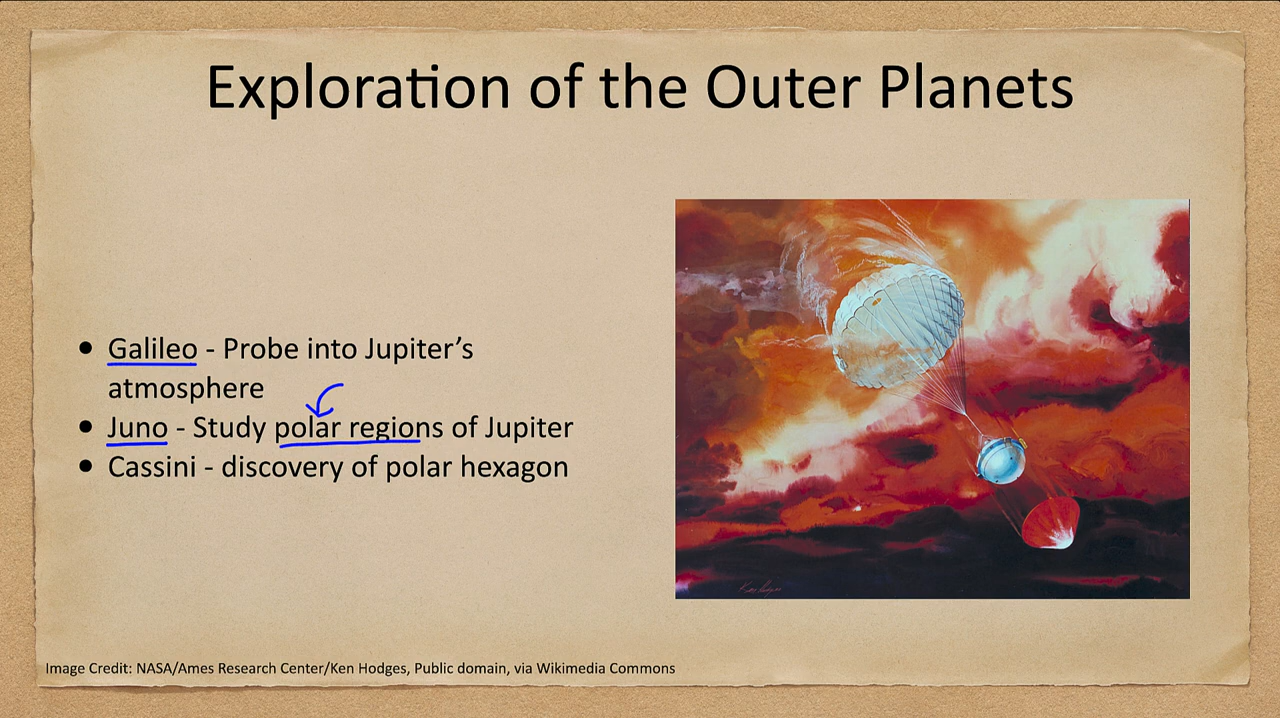 Exploration of the Outer Planets
• Galileo - Probe into Jupiter’s
atmosphere
• Juno - Study polar regions of Jupiter
• Cassini - discovery of polar hexagon
Image Credit: NASA/Ames Research Center/Ken Hodges, Public domain, via Wikimedia Commons